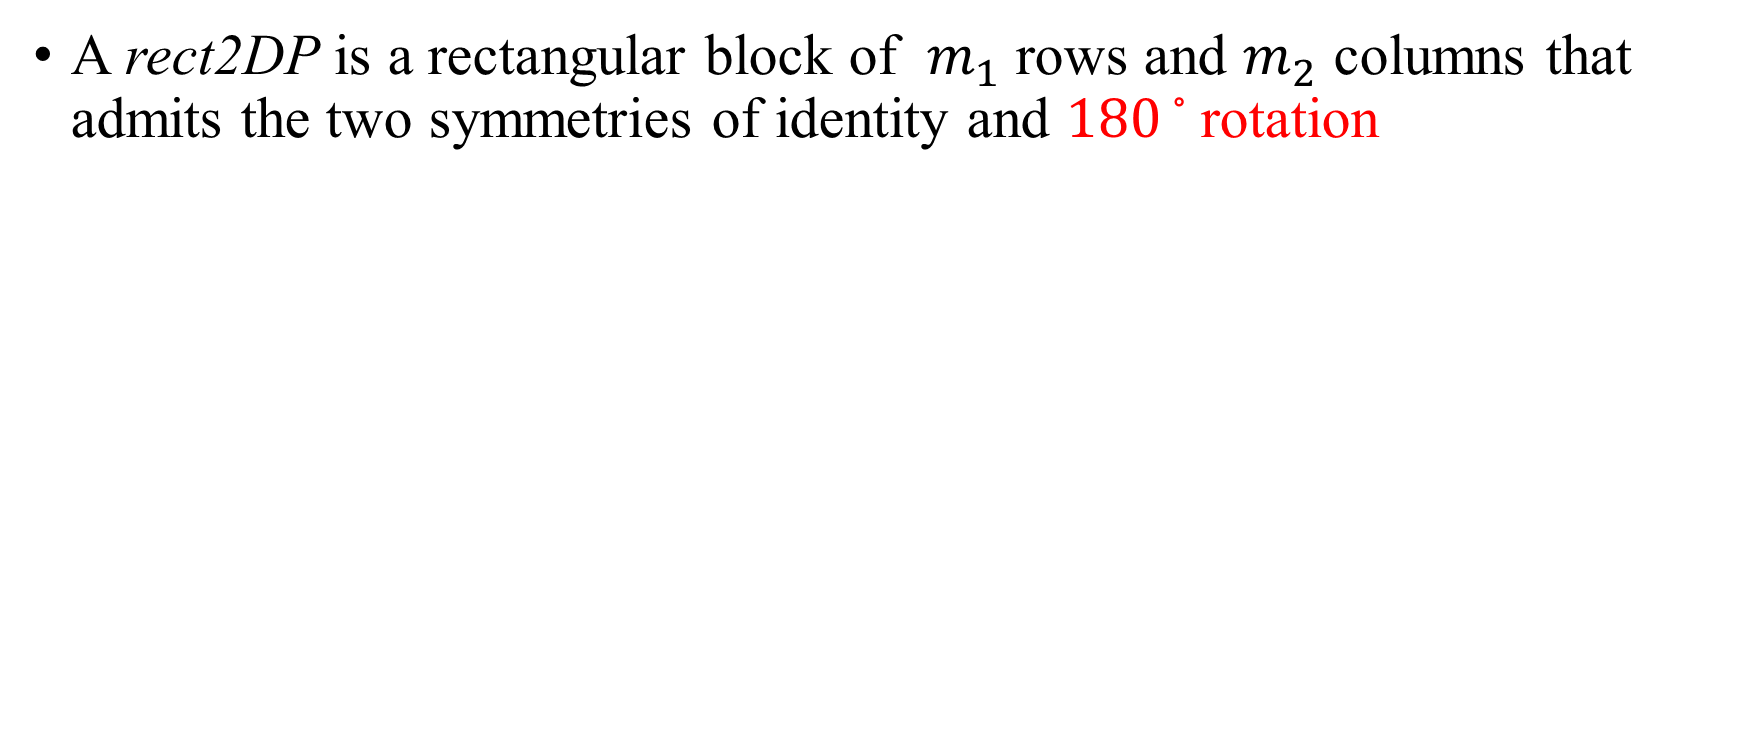 • A rect2DP is a rectangular block of m₁ rows and m₂ columns that
admits the two symmetries of identity and 180˚ rotation